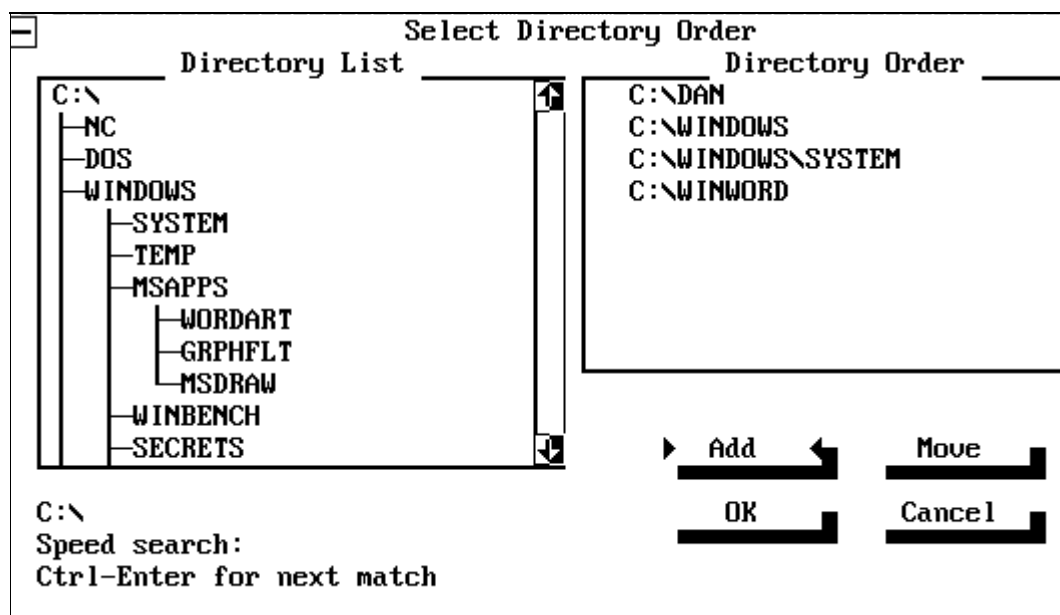 Select Directory Order
Directory List
C:\
NC
DOS
WINDOWS
SYSTEM
TEMP
MSAPPS
WORDART
GRPHFLT
MSDRAW
WINBENCH
SECRETS
Directory Order
C:\DAN
C:\WINDOWS
C:\WINDOWS\SYSTEM
C:\WINWORD
Add
Move
OK
Cancel
C:\
Speed search:
Ctrl-Enter for next match